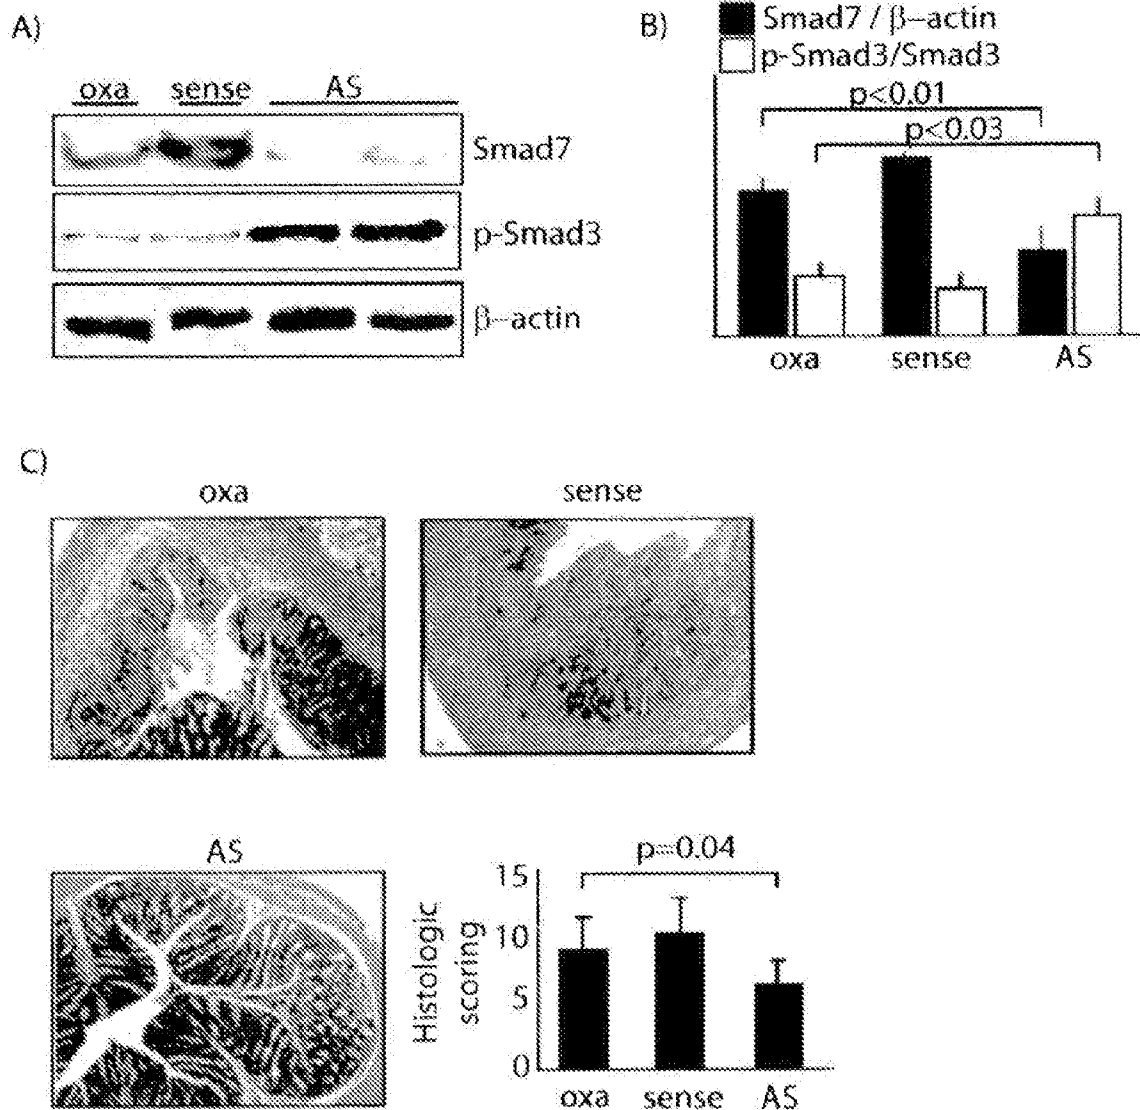 A)
oxa sense AS
Smad7
p-Smad3
β-actin
B)
Smad7 / β-actin
p-Smad3/Smad3
p<0.01
p<0.03
oxa sense AS
C)
oxa sense
AS
p=0.04
Histologic
scoring
15
10
5
0
oxa sense AS